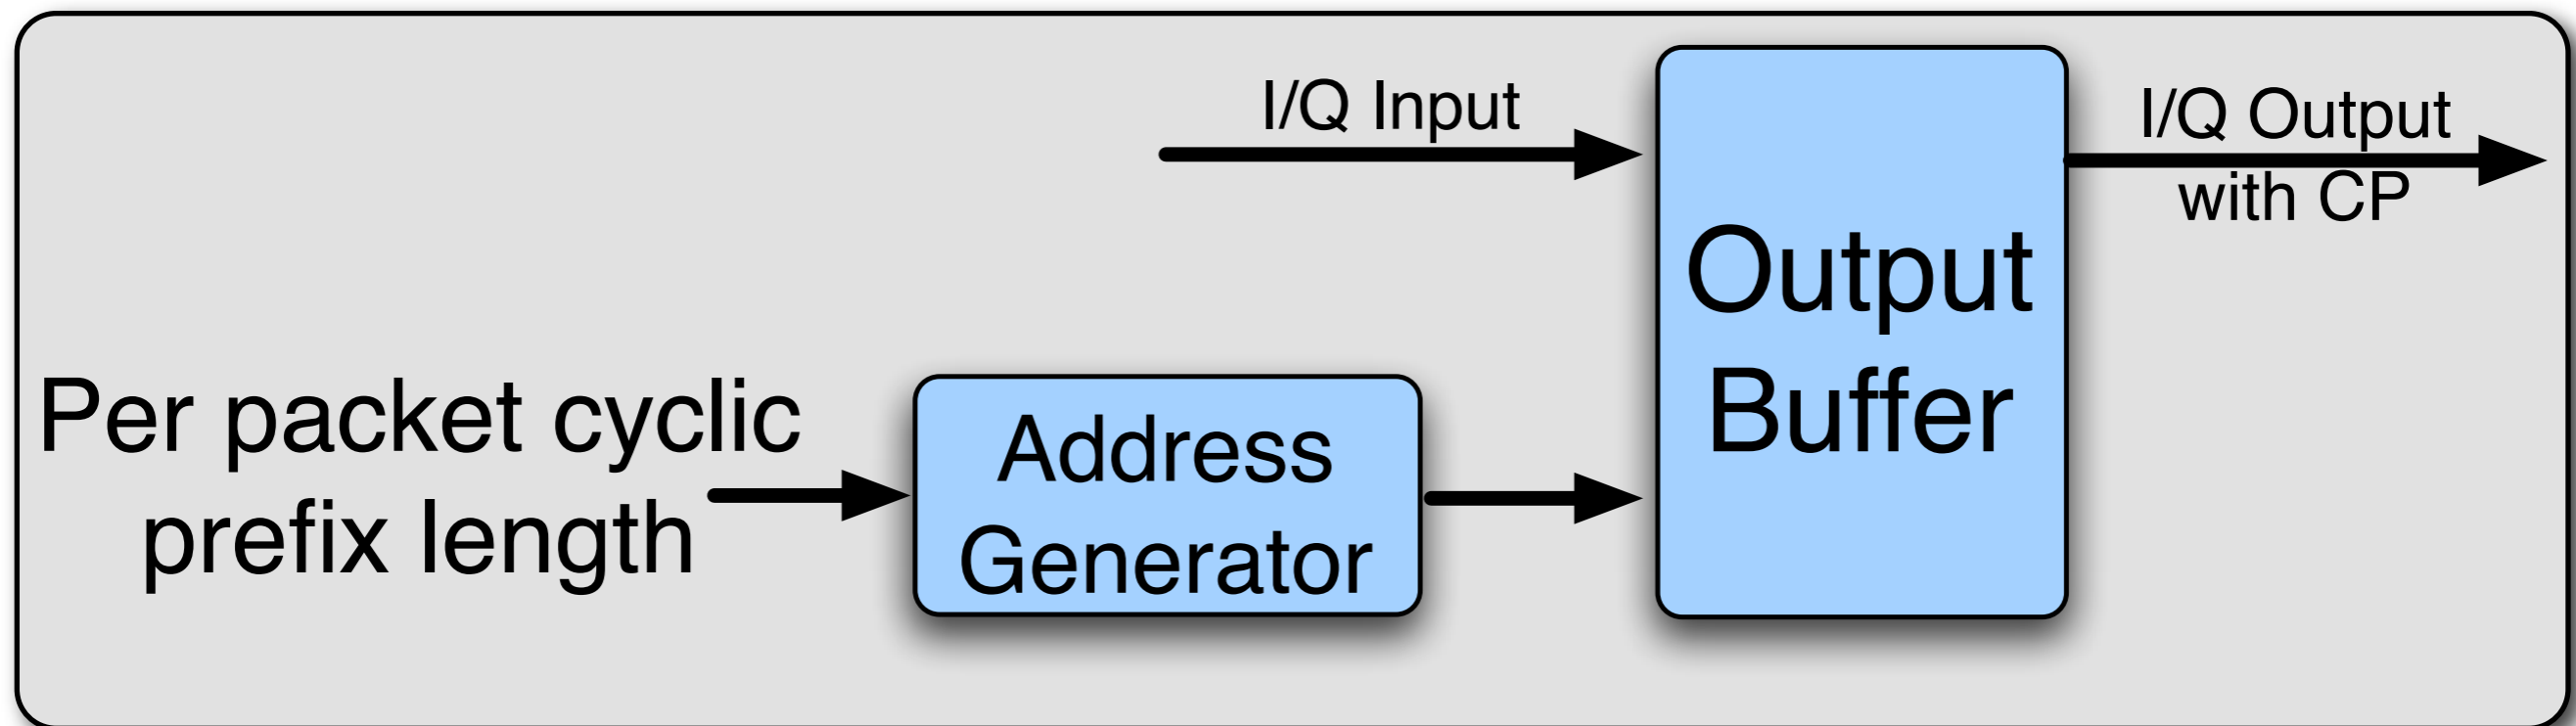 I/Q Input
I/Q Output
with CP
Output
Buffer
Per packet cyclic
prefix length
Address
Generator